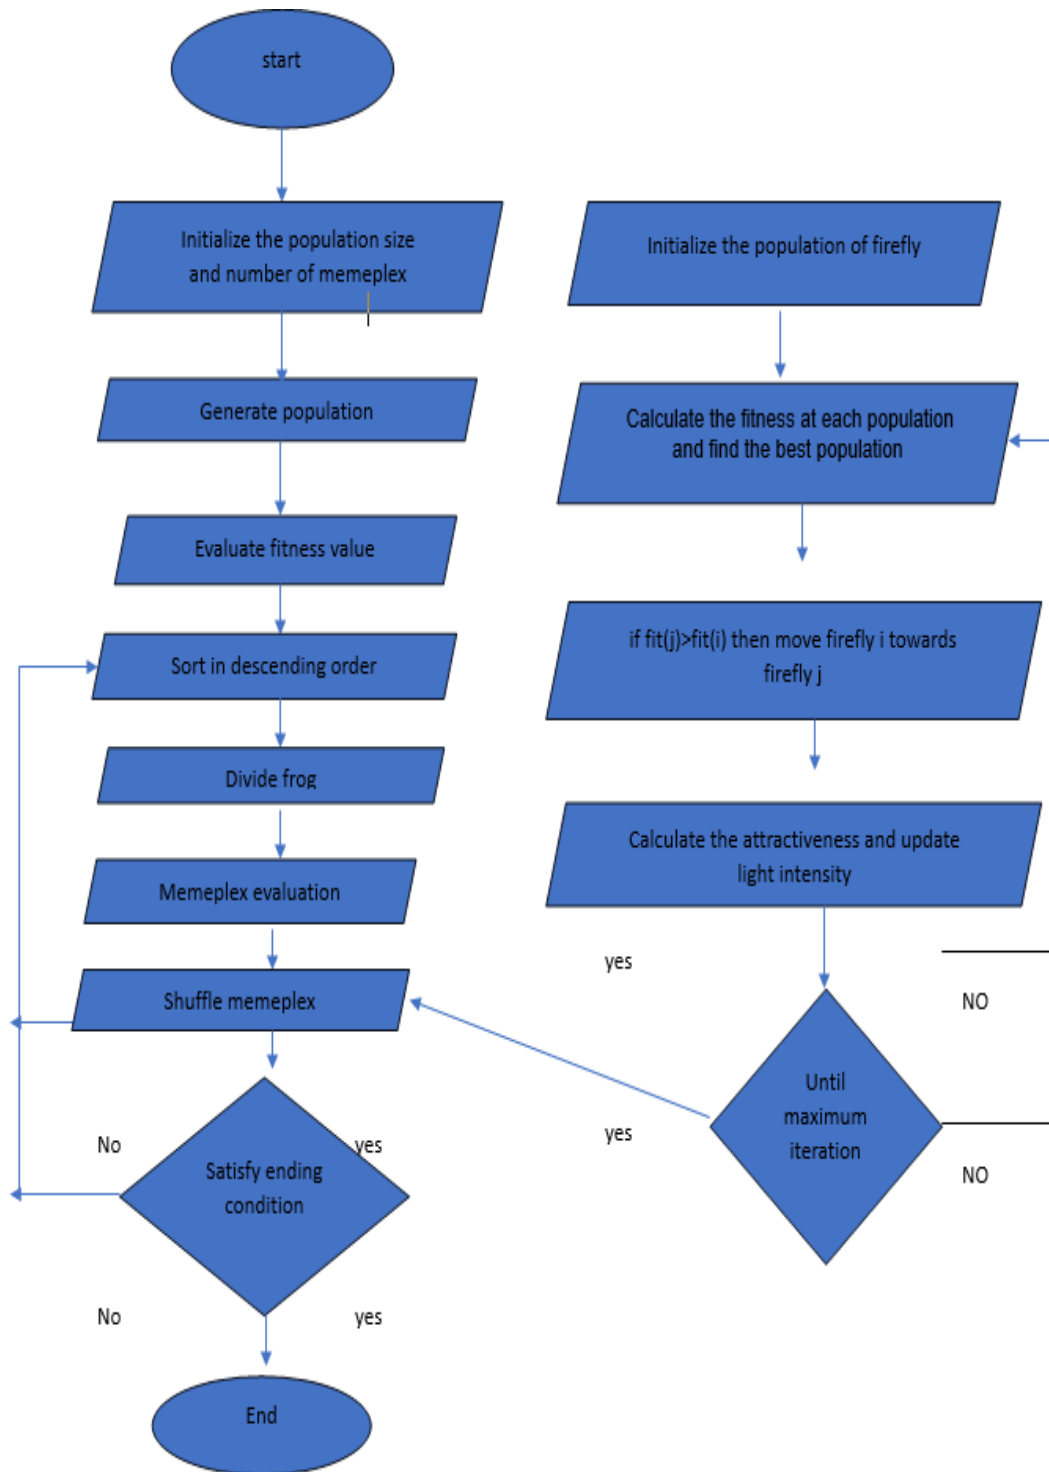 start
Initialize the population size
and number of memeplex
Generate population
Evaluate fitness value
Sort in descending order
Divide frog
Memeplex evaluation
Shuffle memeplex
No
yes
Satisfy ending
condition
No
yes
End
Initialize the population of firefly
Calculate the fitness at each population
and find the best population
if fit(j)>fit(i) then move firefly i towards
firefly j
Calculate the attractiveness and update
light intensity
yes
NO
Until
maximum
iteration
yes
NO